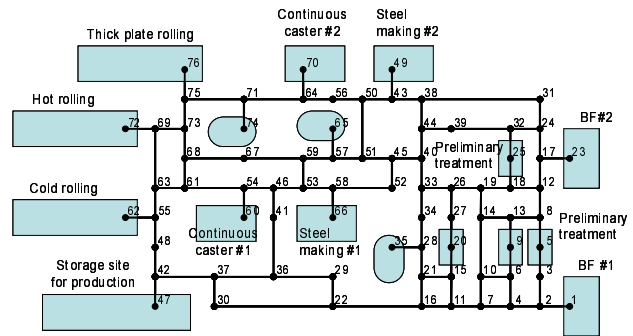 Continuous Steel
Thick plate rolling caster #2 making #2
76 70 49
75 71 64 56 50 43 38 31
Hot rolling BF#2
72 69 73 74 65 44 39 32 24
Preliminary
treatment
68 67 59 57 51 45 40 25 17 23
Cold rolling
63 61 54 46 53 58 52 33 26 19 18 12
62 55 60 41 66 34 27 14 13 8
Preliminary
treatment
Continuous Steel
caster #1 making #1
48 35 28 20 9 5
Storage site
for production
BF #1
42 37 36 29 21 15 10 6 3
47 30 22 16 11 7 4 2 1